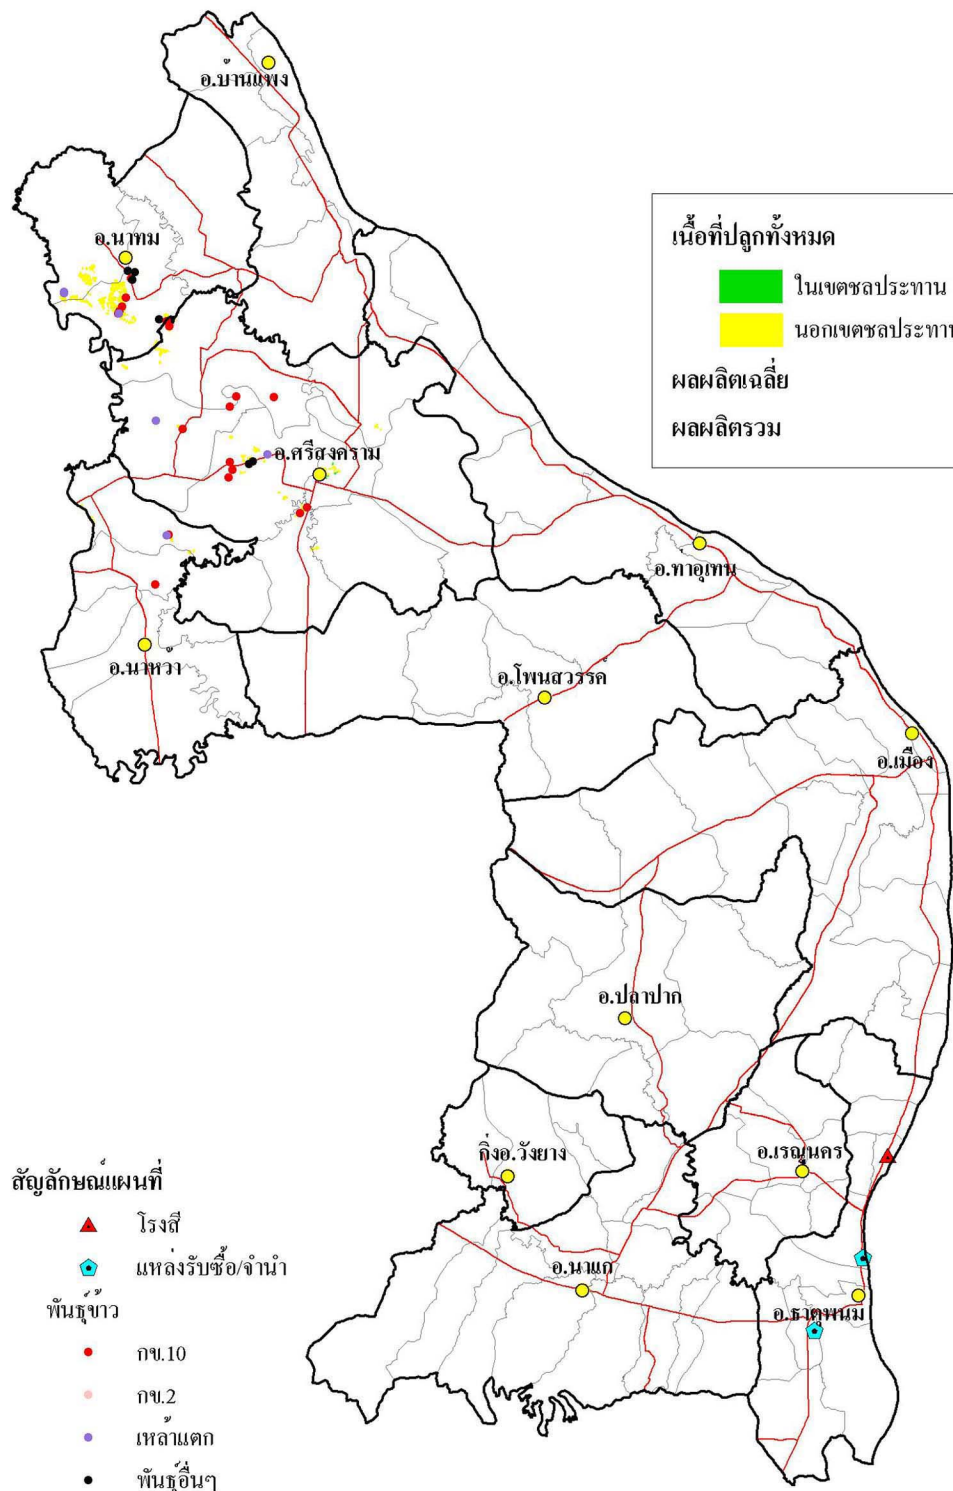 อ.บ้านแพง
อ.นาทม
เนื้อที่ปลูกทั้งหมด
ในเขตชลประทาน
นอกเขตชลประทาน
ผลผลิตเฉลี่ย
ผลผลิตรวม
อ.ศรีสงคราม
อ.ท่าอุเทน
อ.นาหว้า
อ.โพนสวรรค์
อ.เมือง
อ.ปลาปาก
กิ่งอ.วังยาง
อ.เรณูนคร
อ.นาแก
อ.ธาตุพนม
สัญลักษณ์แผนที่
โรงสี
แหล่งรับซื้อ/จำนำ
พันธุ์ข้าว
กข.10
กข.2
เหล้าแตก
พันธุ์อื่นๆ